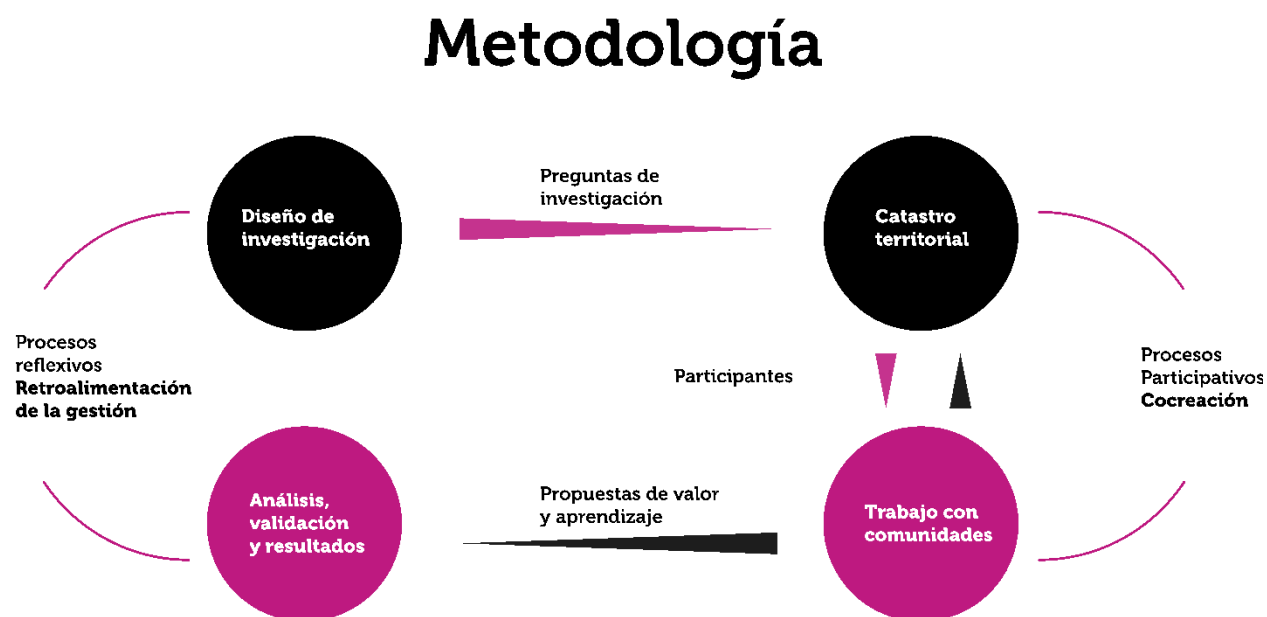 Metodología
Diseño de
investigación
Preguntas de
investigación
Catastro
territorial
Procesos
reflexivos
Retroalimentación
de la gestión
Participantes
Procesos
Participativos
Cocreación
Análisis,
validación
y resultados
Propuestas de valor
y aprendizaje
Trabajo con
comunidades